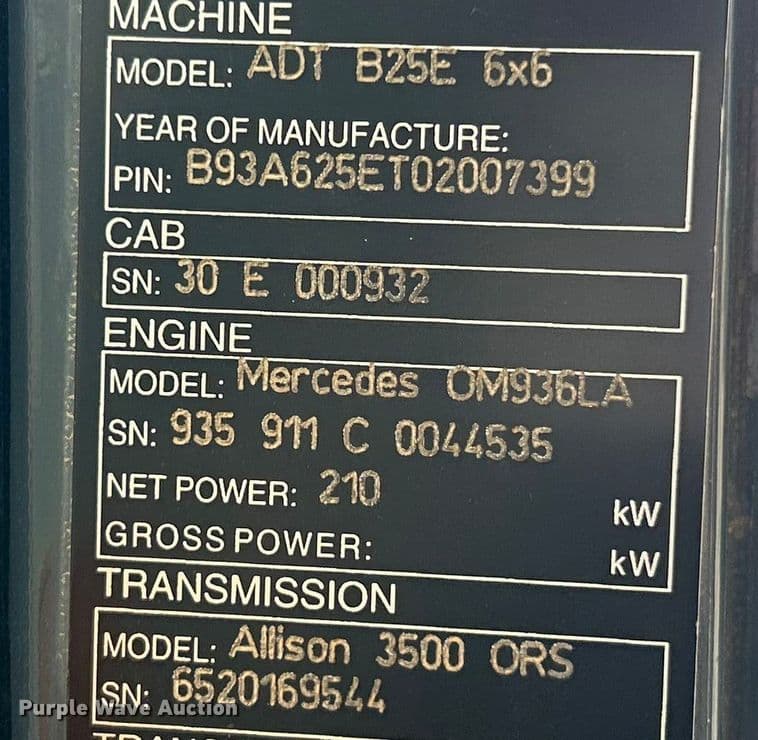 MACHINE
MODEL: ADT B25E 6x6
YEAR OF MANUFACTURE:
PIN: B93A625ET02007399
CAB
SN: 30 E 000932
ENGINE
MODEL: Mercedes OM936LA
SN: 935 911 C 0044535
NET POWER: 210 kW
GROSS POWER: kW
TRANSMISSION
MODEL: Allison 3500 ORS
SN: 6520169544
Purple Wave Auction